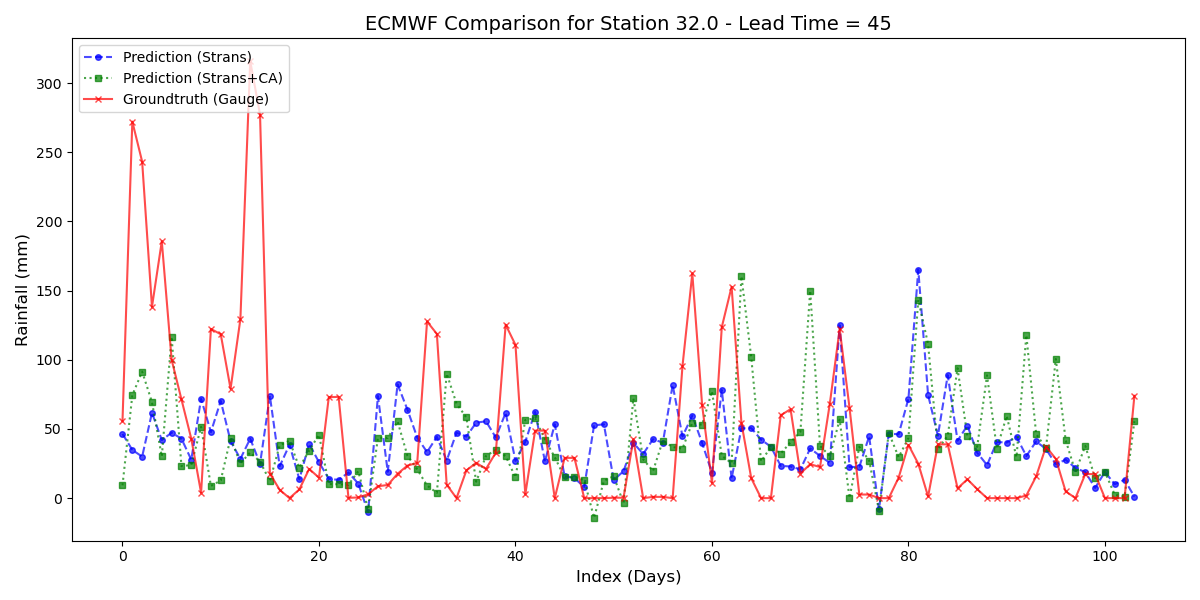 ECMWF Comparison for Station 32.0 - Lead Time = 45
Prediction (Strans)
Prediction (Strans+CA)
Groundtruth (Gauge)
Rainfall (mm)
300
250
200
150
100
50
0
0 20 40 60 80 100
Index (Days)